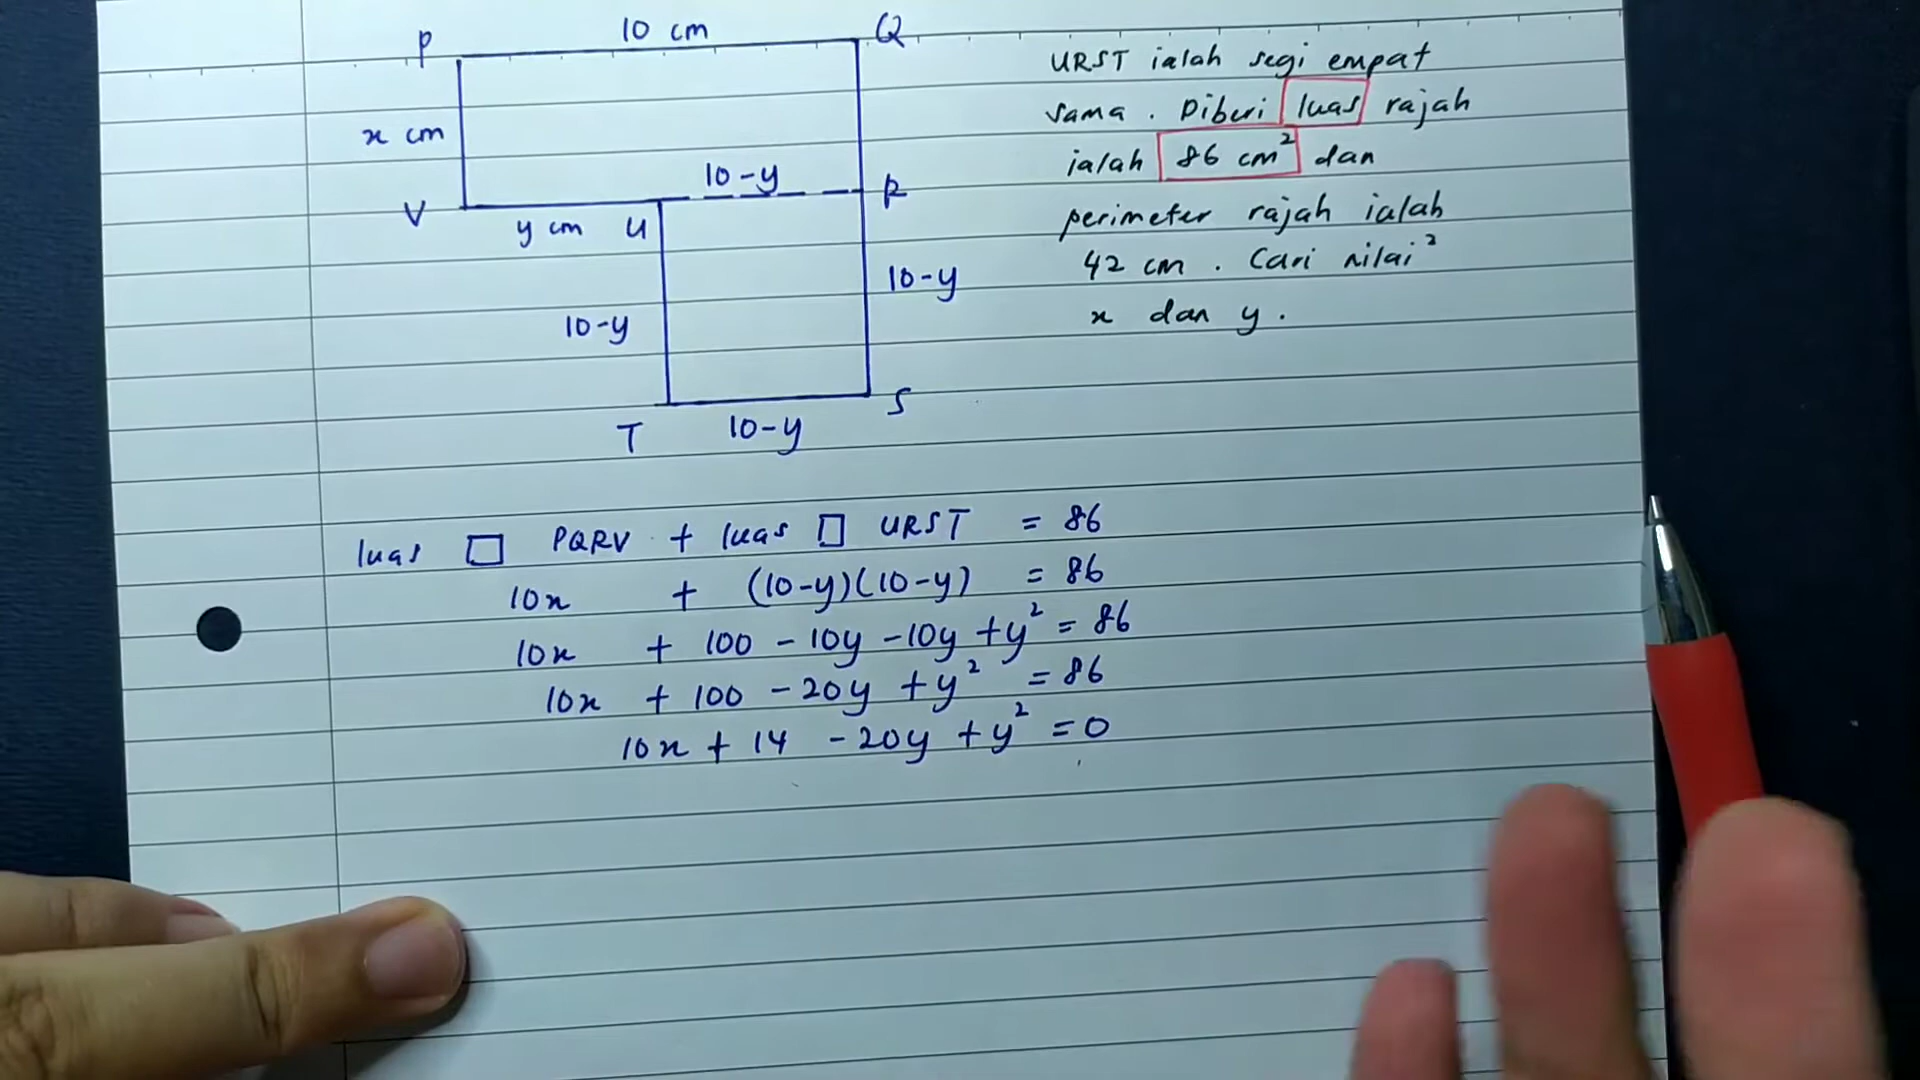 10 cm
P
Q
x cm
10-y
V
y cm
U
R
10-y
10-y
T
10-y
S
URST ialah segi empat
sama. Diberi luas rajah
ialah 86 cm² dan
perimeter rajah ialah
42 cm. Cari nilai²
x dan y.
luas □ PQRV + luas □ URST = 86
10x + (10-y)(10-y) = 86
10x + 100 - 10y - 10y + y² = 86
10x + 100 - 20y + y² = 86
10x + 14 - 20y + y² = 0